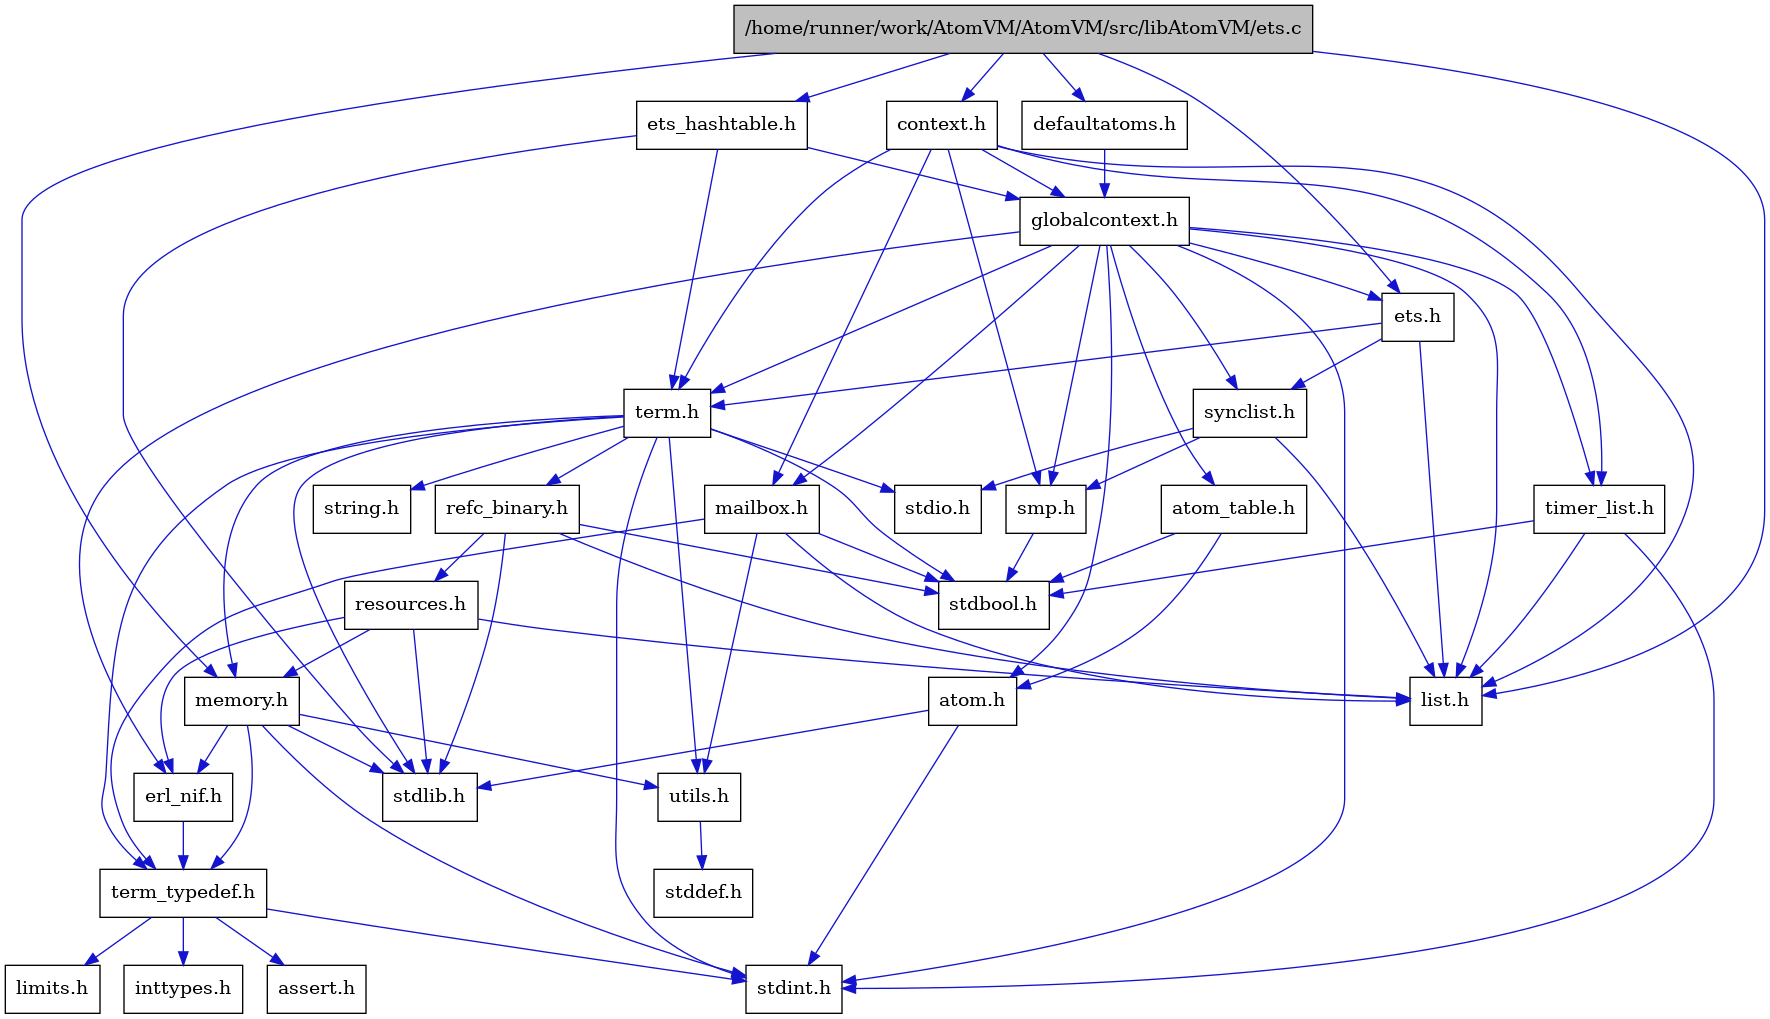 /home/runner/work/AtomVM/AtomVM/src/libAtomVM/ets.c
ets_hashtable.h
context.h
defaultatoms.h
globalcontext.h
ets.h
term.h
synclist.h
string.h
refc_binary.h
mailbox.h
stdio.h
smp.h
atom_table.h
timer_list.h
resources.h
stdbool.h
memory.h
atom.h
list.h
erl_nif.h
stdlib.h
utils.h
term_typedef.h
stddef.h
limits.h
inttypes.h
assert.h
stdint.h